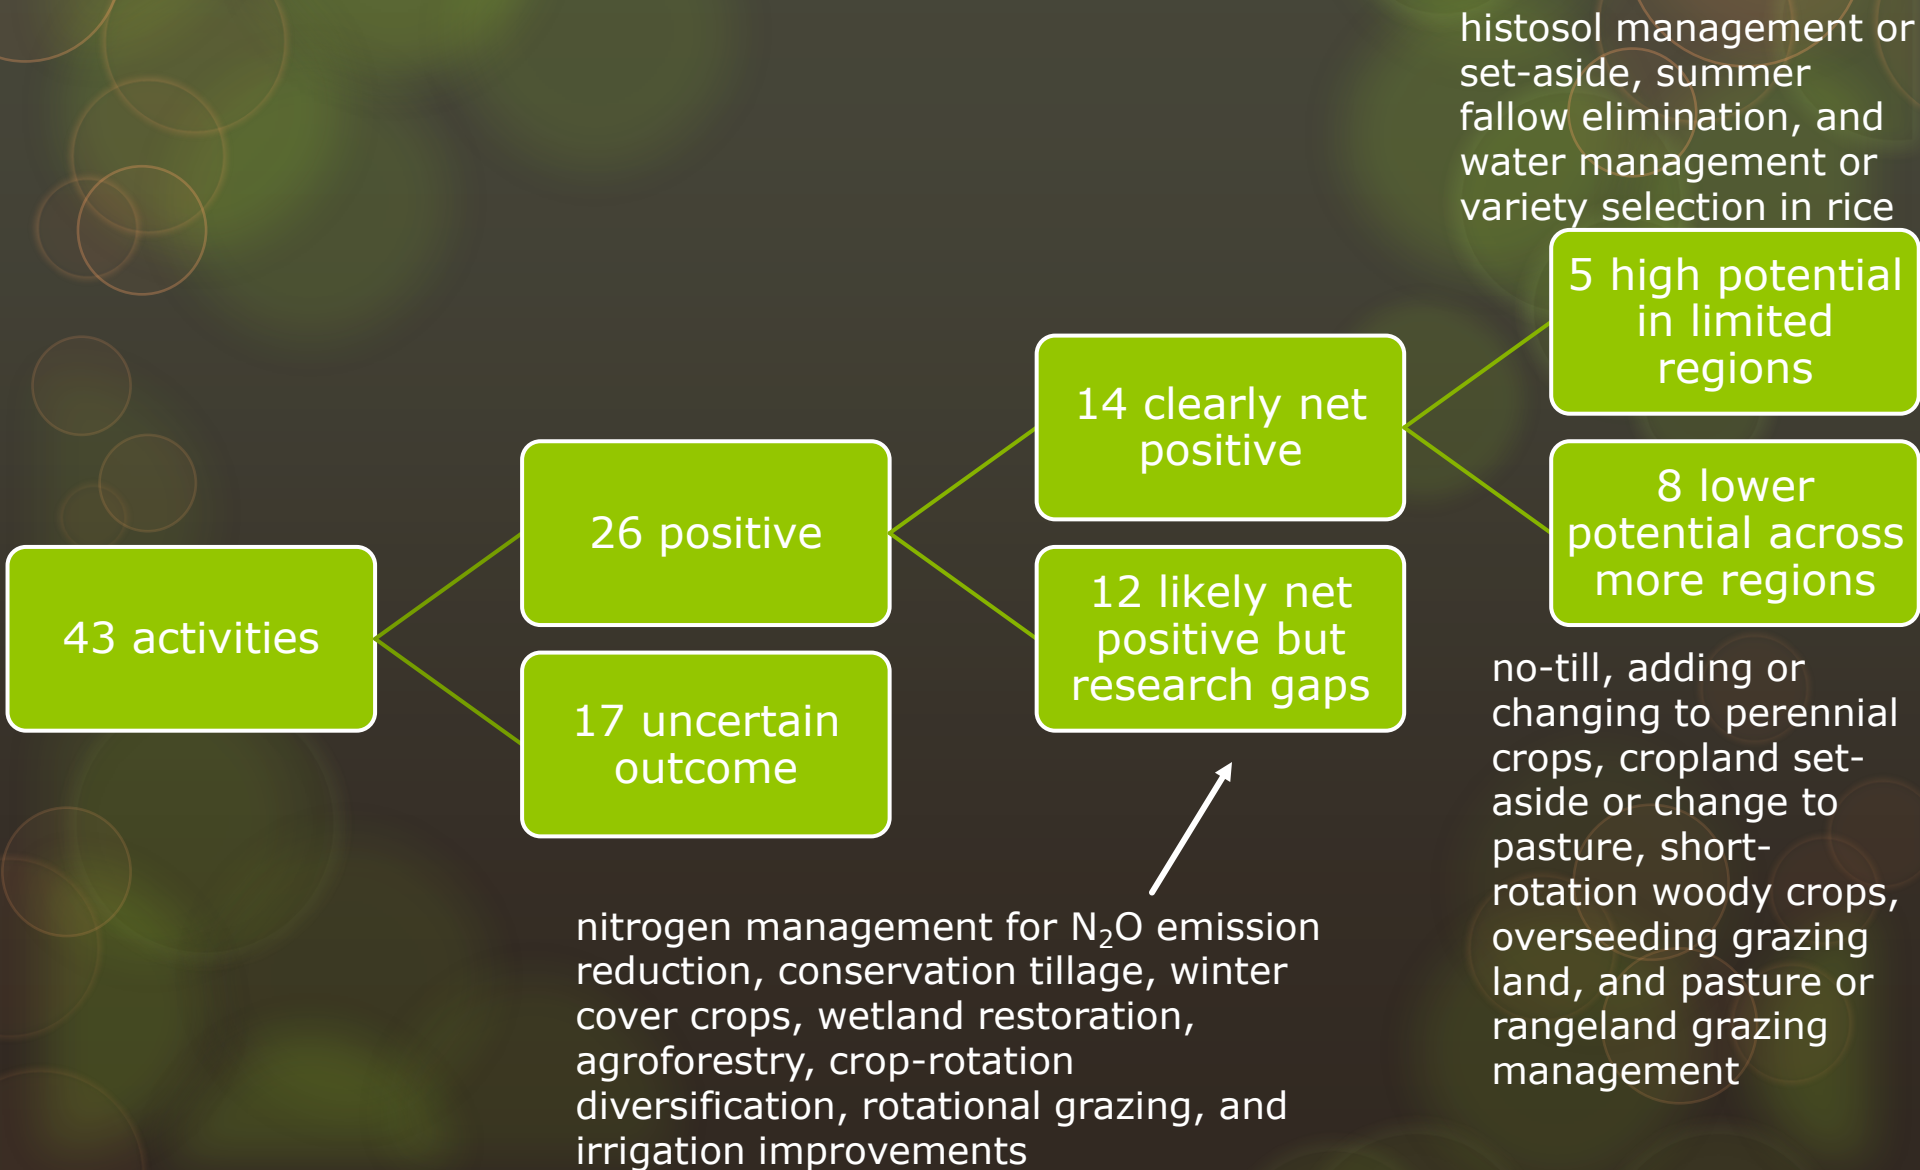 43 activities
26 positive
17 uncertain
outcome
14 clearly net
positive
12 likely net
positive but
research gaps
nitrogen management for N₂O emission
reduction, conservation tillage, winter
cover crops, wetland restoration,
agroforestry, crop-rotation
diversification, rotational grazing, and
irrigation improvements
histosol management or
set-aside, summer
fallow elimination, and
water management or
variety selection in rice
5 high potential
in limited
regions
8 lower
potential across
more regions
no-till, adding or
changing to perennial
crops, cropland set-
aside or change to
pasture, short-
rotation woody crops,
overseeding grazing
land, and pasture or
rangeland grazing
management